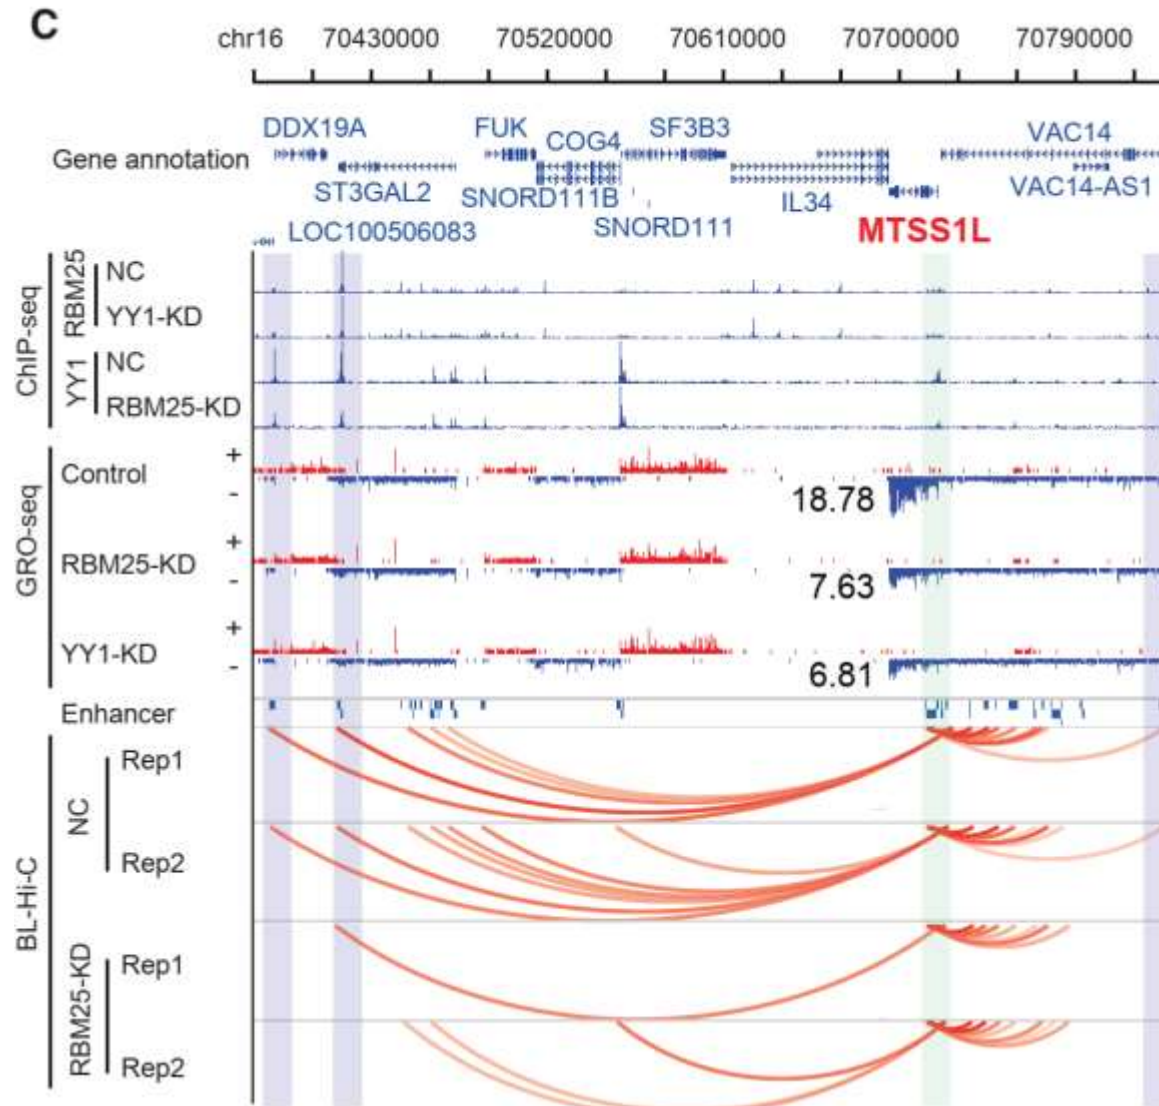 C
chr16 70430000 70520000 70610000 70700000 70790000
Gene annotation
DDX19A FUK COG4 SF3B3 VAC14
ST3GAL2 SNORD111B IL34 VAC14-AS1
LOC100506083 SNORD111 MTSS1L
ChIP-seq
RBM25
NC
YY1-KD
YY1
NC
RBM25-KD
GRO-seq
Control + - 18.78
RBM25-KD + - 7.63
YY1-KD + - 6.81
Enhancer
BL-Hi-C
NC
Rep1
Rep2
RBM25-KD
Rep1
Rep2